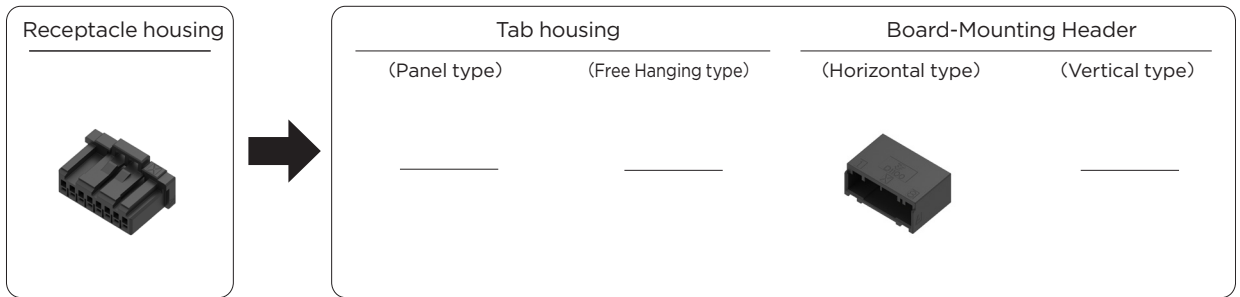 Receptacle housing
Tab housing
Board-Mounting Header
(Panel type)
(Free Hanging type)
(Horizontal type)
(Vertical type)